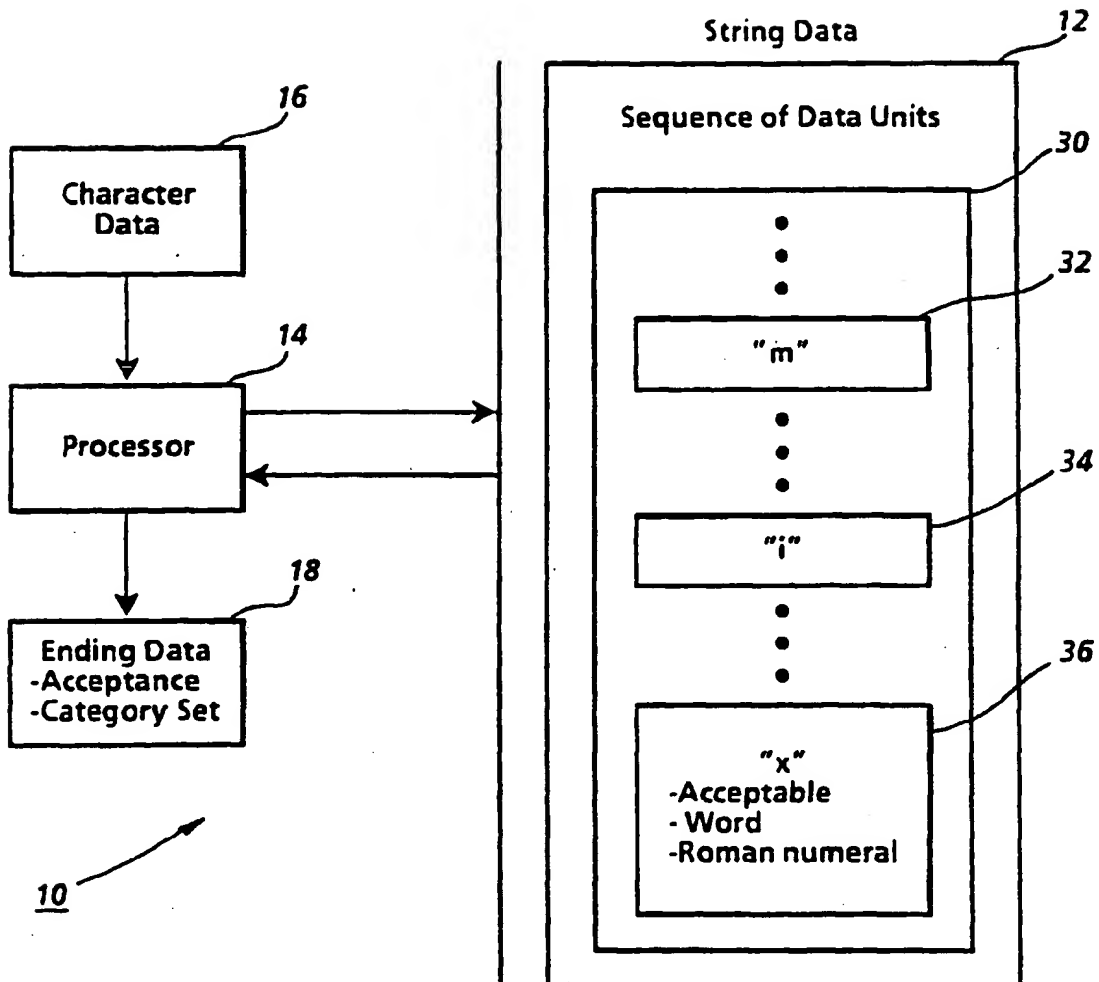 String Data
12
16
Sequence of Data Units
30
Character
Data
32
"m"
14
Processor
34
"i"
18
Ending Data
-Acceptance
-Category Set
36
"x"
-Acceptable
- Word
-Roman numeral
10